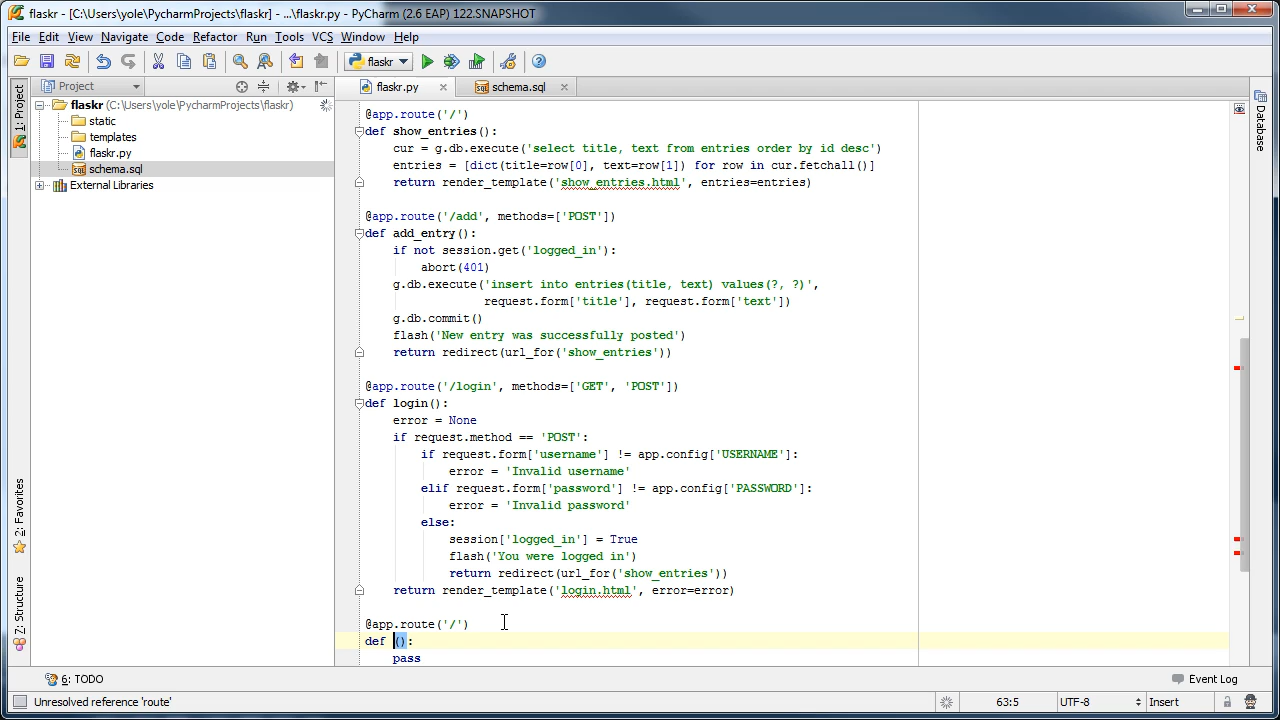 flaskr - [C:\Users\yole\PycharmProjects\flaskr] - ...\flaskr.py - PyCharm (2.6 EAP) 122.SNAPSHOT
File Edit View Navigate Code Refactor Run Tools VCS Window Help
flaskr
Project
flaskr.py
schema.sql
1: Project
flaskr (C:\Users\yole\PycharmProjects\flaskr)
static
templates
flaskr.py
schema.sql
External Libraries
2: Favorites
Z: Structure
Database
@app.route('/')
def show_entries():
cur = g.db.execute('select title, text from entries order by id desc')
entries = [dict(title=row[0], text=row[1]) for row in cur.fetchall()]
return render_template('show_entries.html', entries=entries)
@app.route('/add', methods=['POST'])
def add_entry():
if not session.get('logged_in'):
abort(401)
g.db.execute('insert into entries(title, text) values(?, ?)',
request.form['title'], request.form['text'])
g.db.commit()
flash('New entry was successfully posted')
return redirect(url_for('show_entries'))
@app.route('/login', methods=['GET', 'POST'])
def login():
error = None
if request.method == 'POST':
if request.form['username'] != app.config['USERNAME']:
error = 'Invalid username'
elif request.form['password'] != app.config['PASSWORD']:
error = 'Invalid password'
else:
session['logged_in'] = True
flash('You were logged in')
return redirect(url_for('show_entries'))
return render_template('login.html', error=error)
@app.route('/')
def ():
pass
6: TODO
Event Log
Unresolved reference 'route'
63:5
UTF-8
Insert